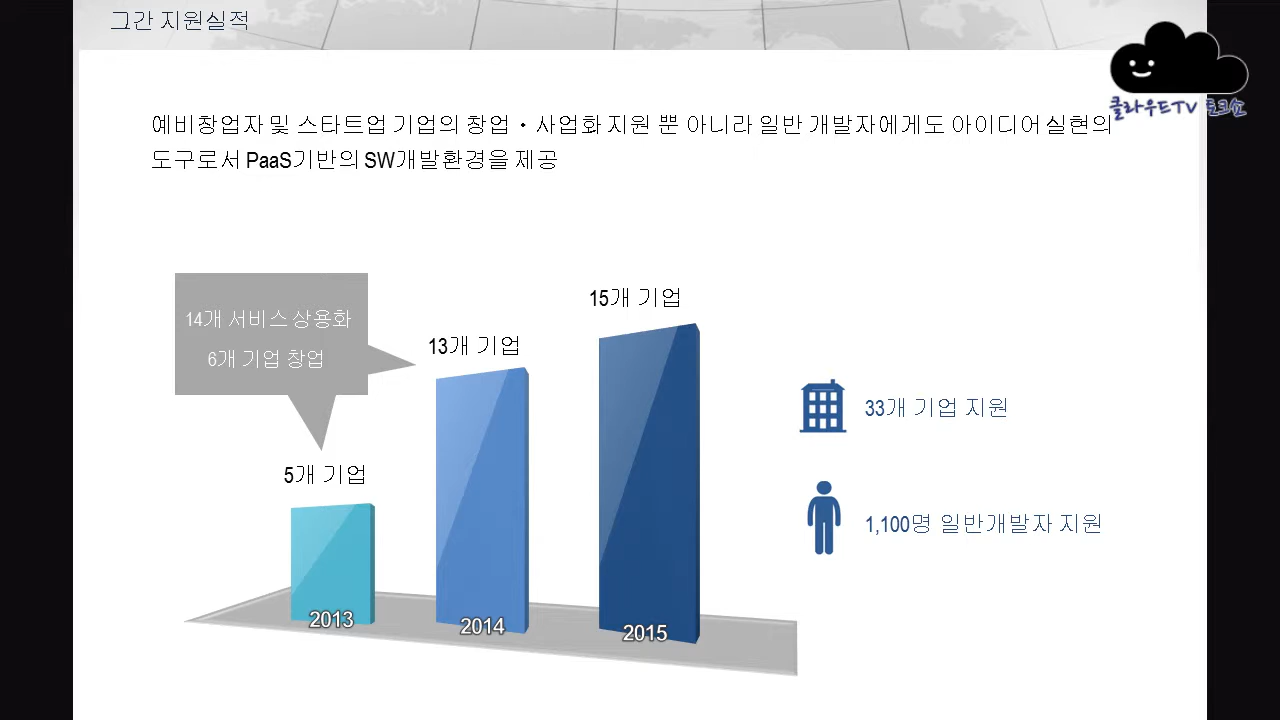 그간 지원실적
클라우드TV 토크쇼
예비창업자 및 스타트업 기업의 창업・사업화 지원 뿐 아니라 일반 개발자에게도 아이디어 실현의
도구로서 PaaS기반의 SW개발환경을 제공
14개 서비스 상용화
6개 기업 창업
5개 기업
13개 기업
15개 기업
2013
2014
2015
33개 기업 지원
1,100명 일반개발자 지원